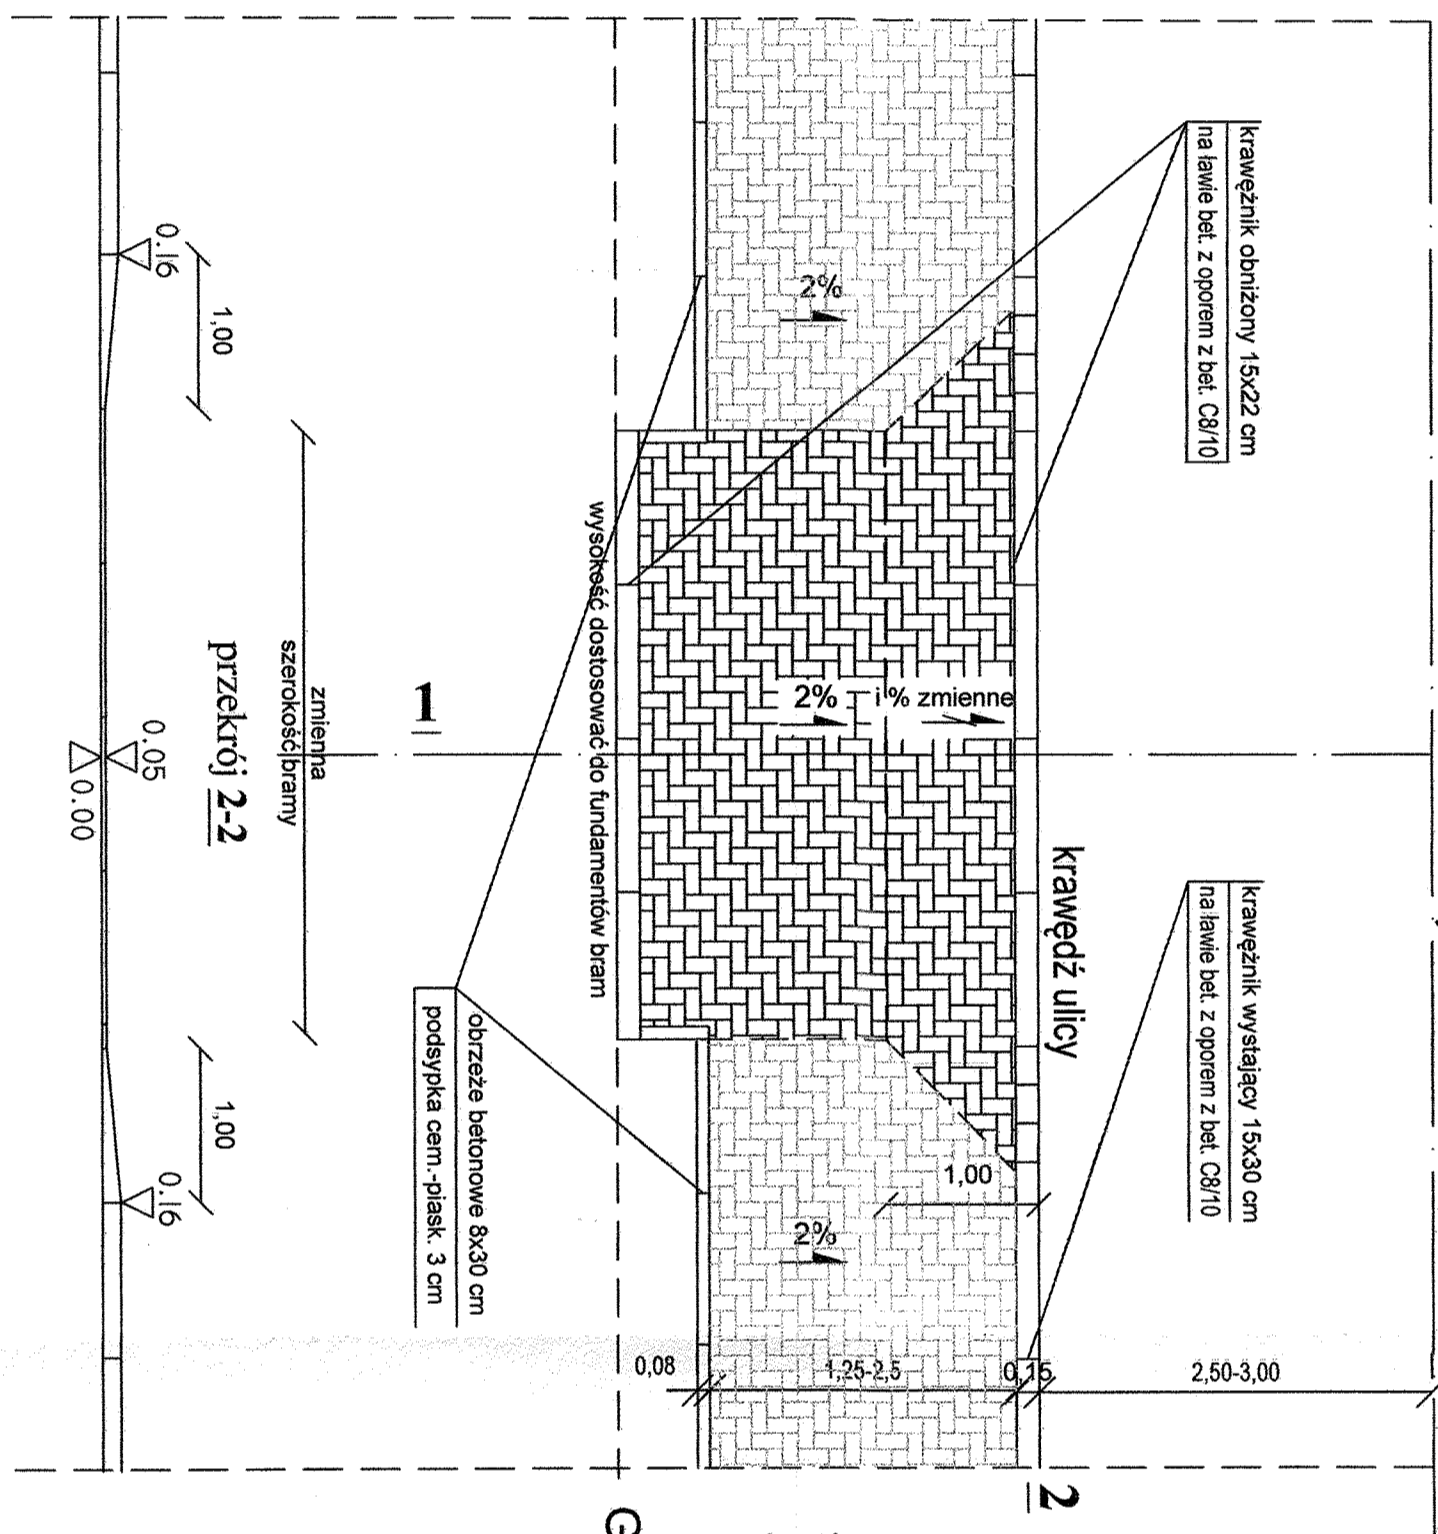 krawężnik obniżony 15x22 cm
na ławie bet. z oporem z bet. C8/10
krawężnik wystający 15x30 cm
na ławie bet. z oporem z bet. C8/10
krawędź ulicy
2
2%
2%
i % zmienne
2%
1,00
0,08
1,25-2,5
0,15
2,50-3,00
wysokość dostosować do fundamentów bram
obrzeże betonowe 8x30 cm
podsypka cem.-piask. 3 cm
1
zmienna
szerokość bramy
przekrój 2-2
1,00
1,00
0.16
0.05
0.16
0.00
G